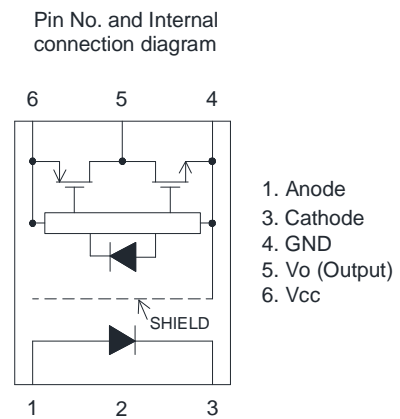 Pin No. and Internal
connection diagram
6 5 4
SHIELD
1 2 3
1. Anode
3. Cathode
4. GND
5. Vo (Output)
6. Vcc